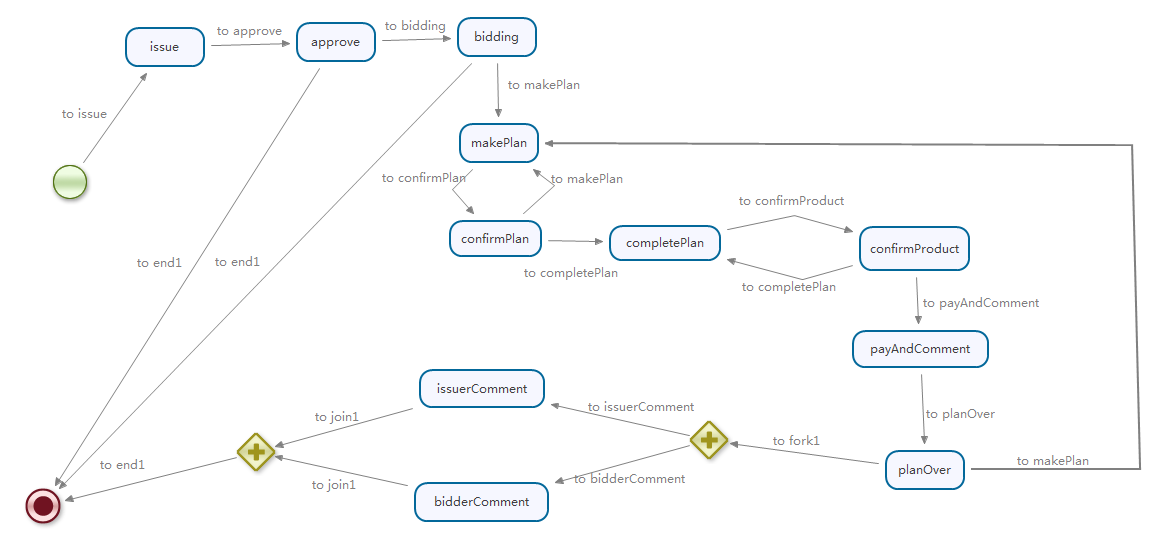 to approve
to bidding
issue
approve
bidding
to issue
to makePlan
makePlan
to confirmPlan
to makePlan
confirmPlan
to completePlan
completePlan
to confirmProduct
confirmProduct
to completePlan
to end1
to end1
to payAndComment
payAndComment
to planOver
planOver
to makePlan
to fork1
to issuerComment
issuerComment
to join1
to bidderComment
bidderComment
to join1
to end1